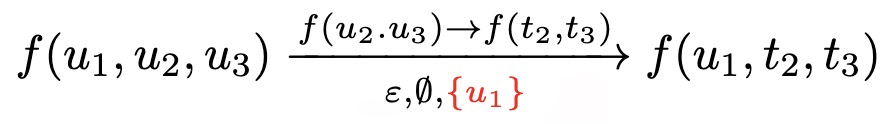 f(u₂.u₃)→f(t₂,t₃)
f(u₁, u₂, u₃) ⟶ f(u₁, t₂, t₃)
ε,∅,{u₁}